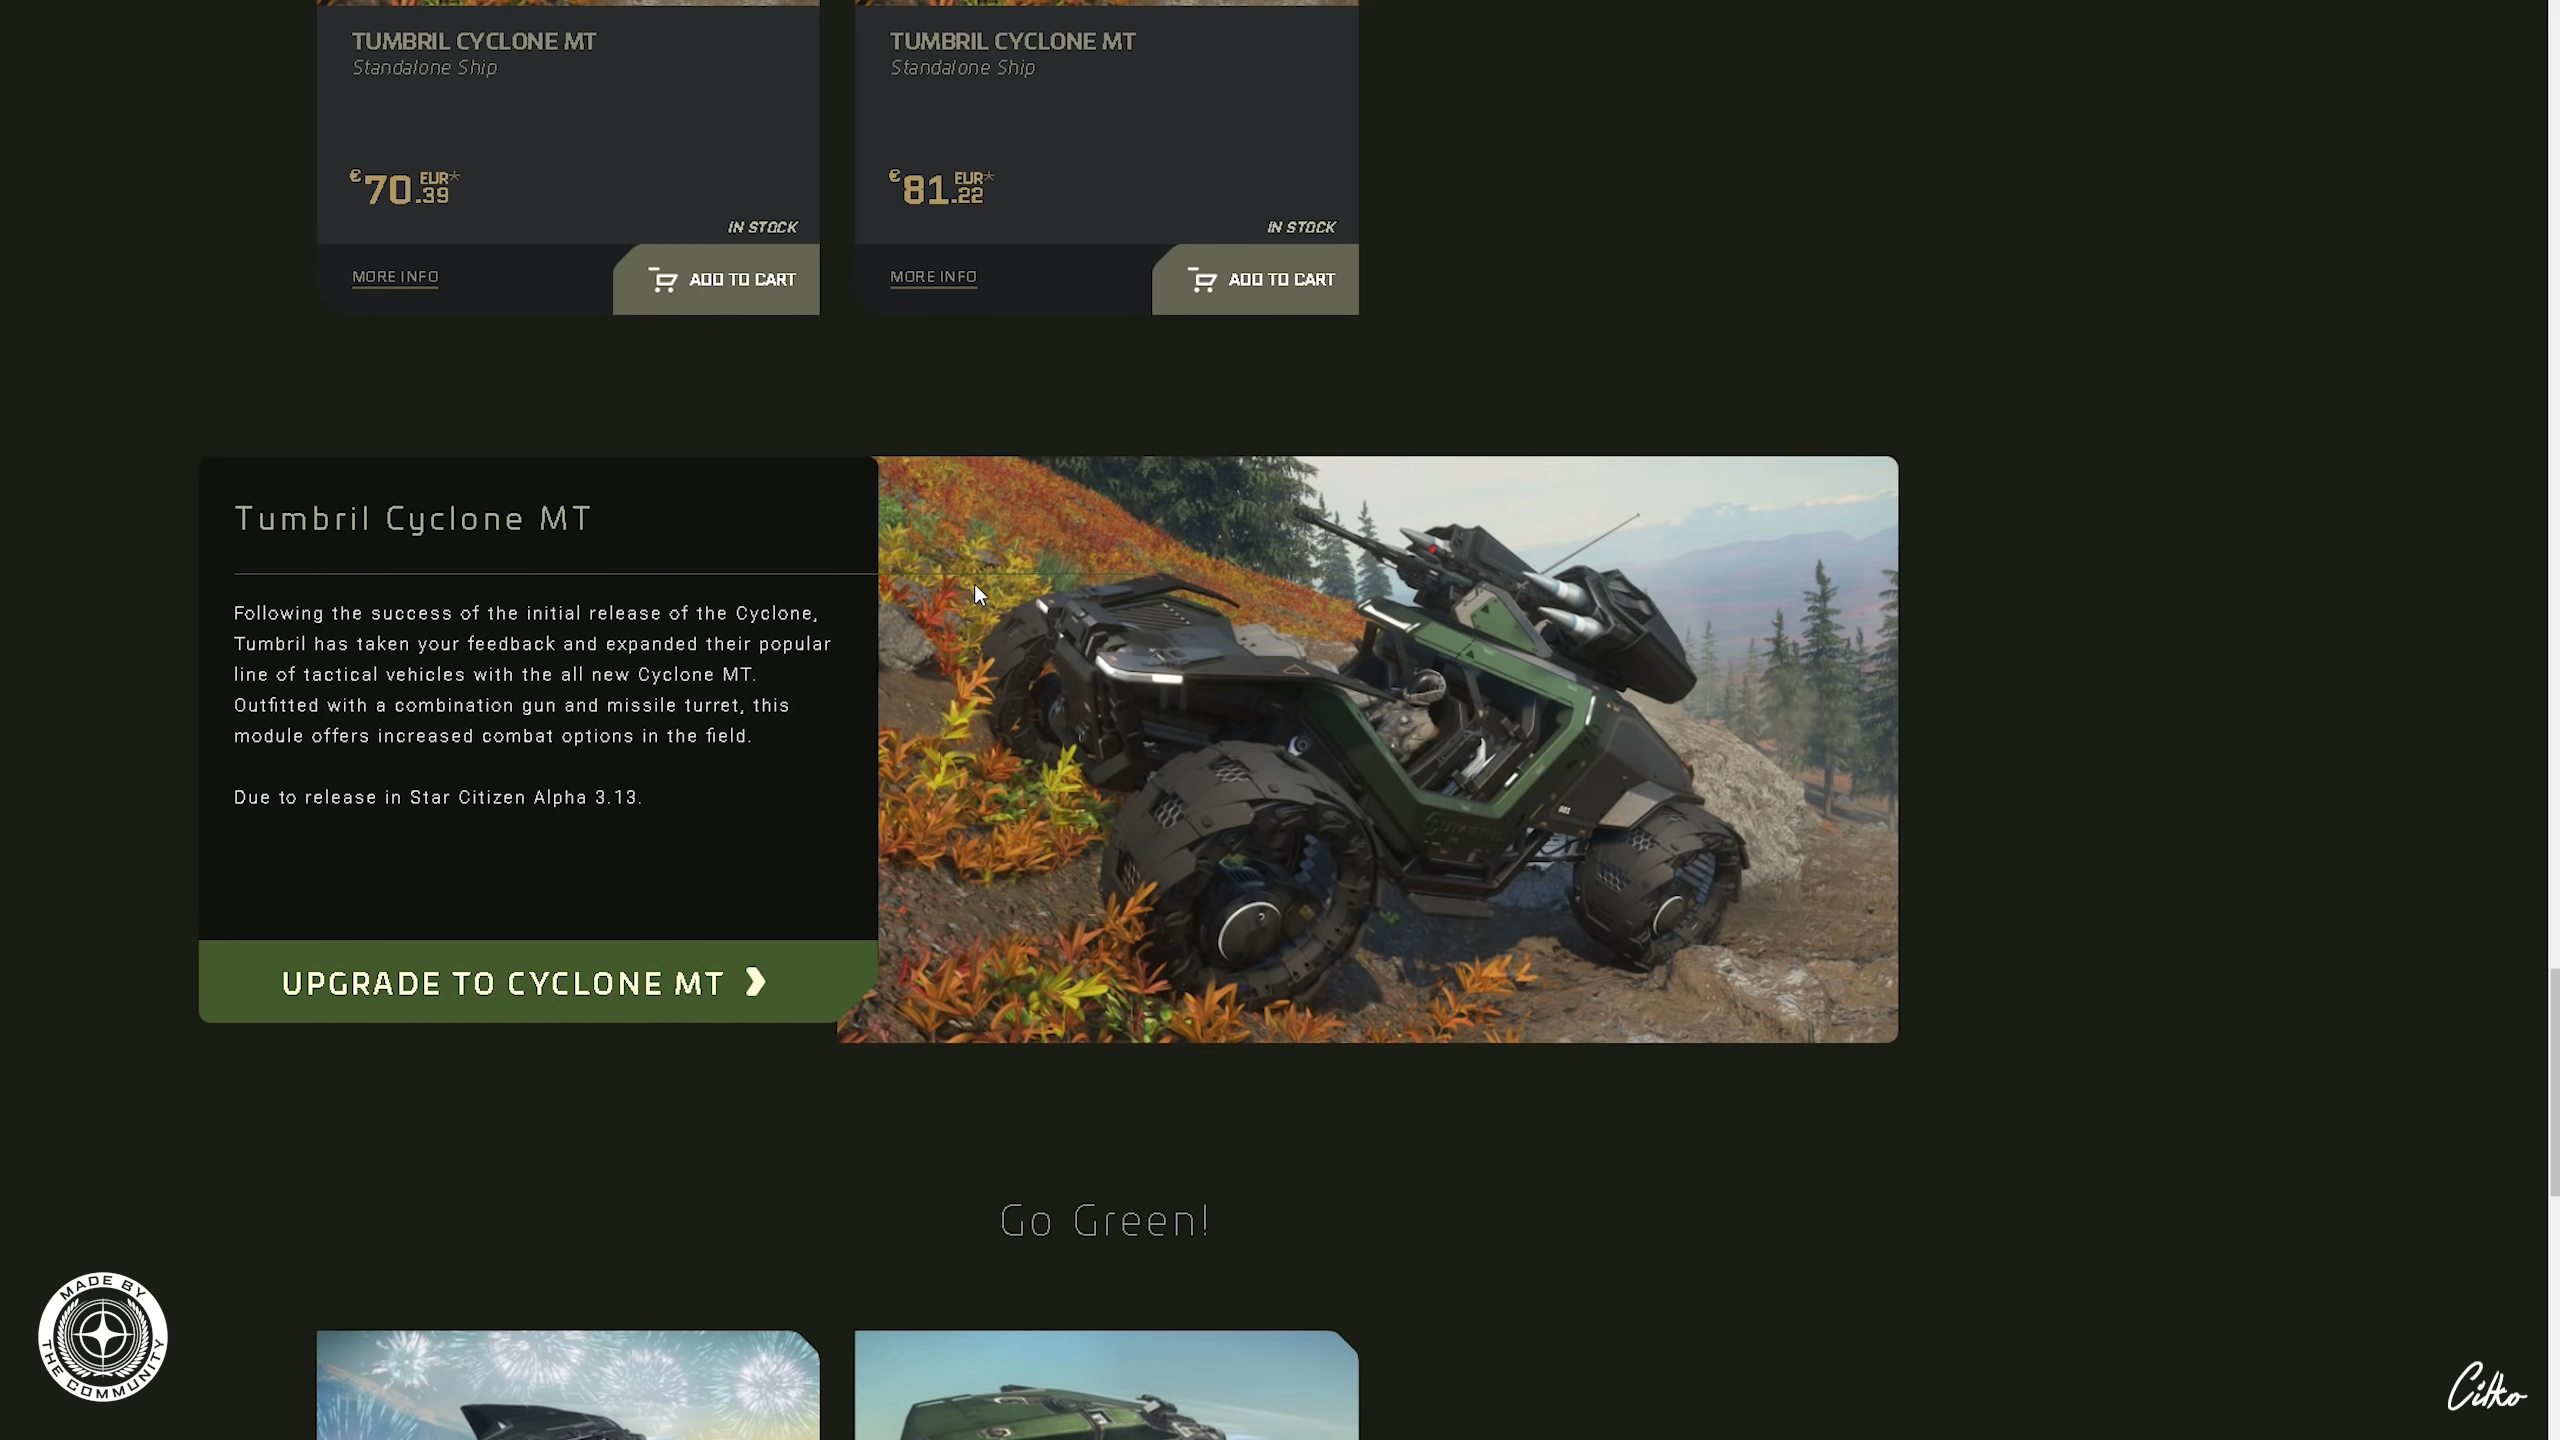 TUMBRIL CYCLONE MT
Standalone Ship
€70.39 EUR*
IN STOCK
MORE INFO
ADD TO CART
TUMBRIL CYCLONE MT
Standalone Ship
€81.22 EUR*
IN STOCK
MORE INFO
ADD TO CART
Tumbril Cyclone MT
Following the success of the initial release of the Cyclone,
Tumbril has taken your feedback and expanded their popular
line of tactical vehicles with the all new Cyclone MT.
Outfitted with a combination gun and missile turret, this
module offers increased combat options in the field.
Due to release in Star Citizen Alpha 3.13.
UPGRADE TO CYCLONE MT
001
Go Green!
MADE BY
THE COMMUNITY